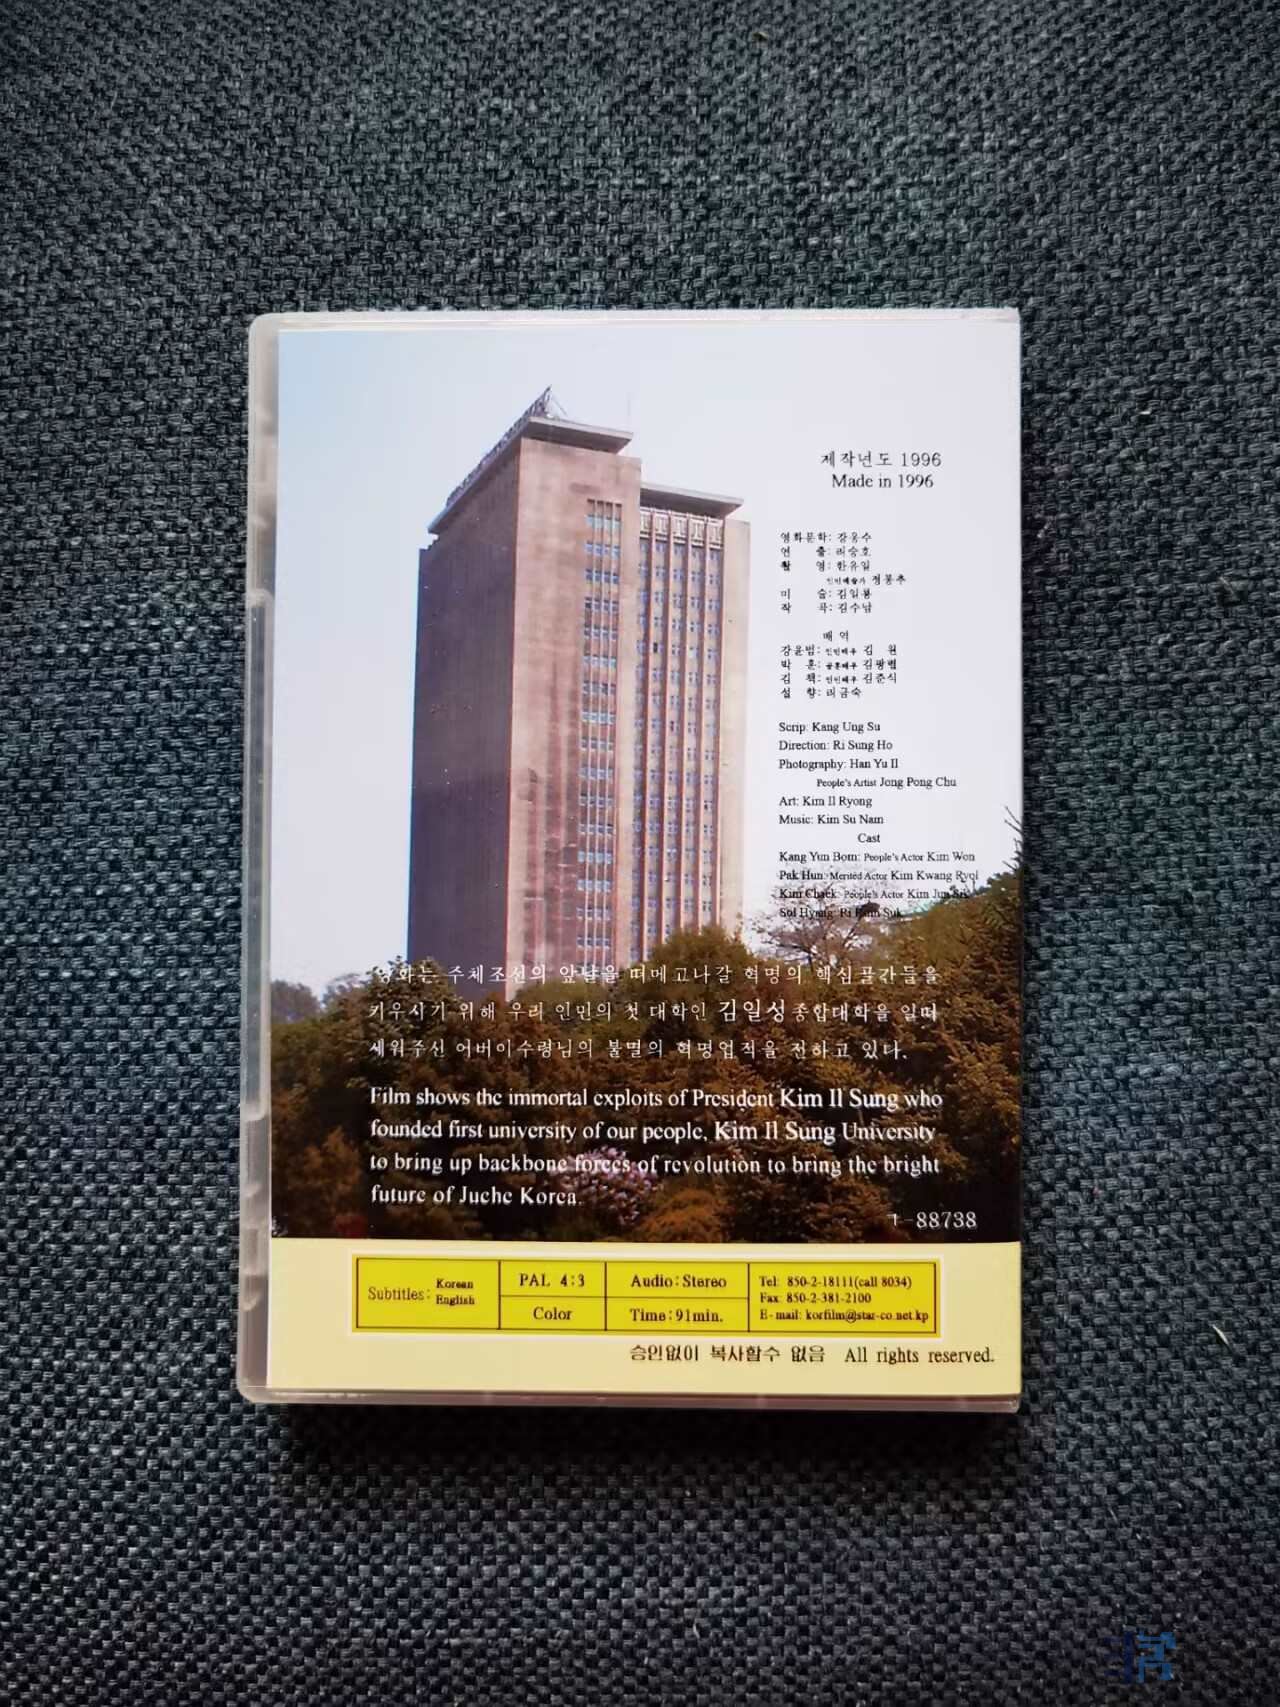 제작년도 1996
Made in 1996
영화문학: 강웅수
연 출: 리승호
촬 영: 한유일
인민예술가 정봉추
미 술: 김일룡
작 곡: 김수남
배 역
강윤범: 인민배우 김 원
박 훈: 공훈배우 김광렬
김 책: 인민배우 김준식
설 향: 리금숙
Scrip: Kang Ung Su
Direction: Ri Sung Ho
Photography: Han Yu Il
People's Artist Jong Pong Chu
Art: Kim Il Ryong
Music: Kim Su Nam
Cast
Kang Yun Bom: People's Actor Kim Won
Pak Hun: Merited Actor Kim Kwang Ryol
Kim Chaek: People's Actor Kim Jun Sik
Sol Hyang: Ri Kum Suk
영화는 주체조선의 앞날을 떠메고나갈 혁명의 핵심골간들을
키우시기 위해 우리 인민의 첫 대학인 김일성종합대학을 일떠
세워주신 어버이수령님의 불멸의 혁명업적을 전하고 있다.
Film shows the immortal exploits of President Kim Il Sung who
founded first university of our people, Kim Il Sung University
to bring up backbone forces of revolution to bring the bright
future of Juche Korea.
ㄱ-88738
Subtitles: Korean English
PAL 4:3
Color
Audio:Stereo
Time:91min.
Tel: 850-2-18111(call 8034)
Fax: 850-2-381-2100
E-mail: korfilm@star-co.net.kp
승인없이 복사할수 없음 All rights reserved.